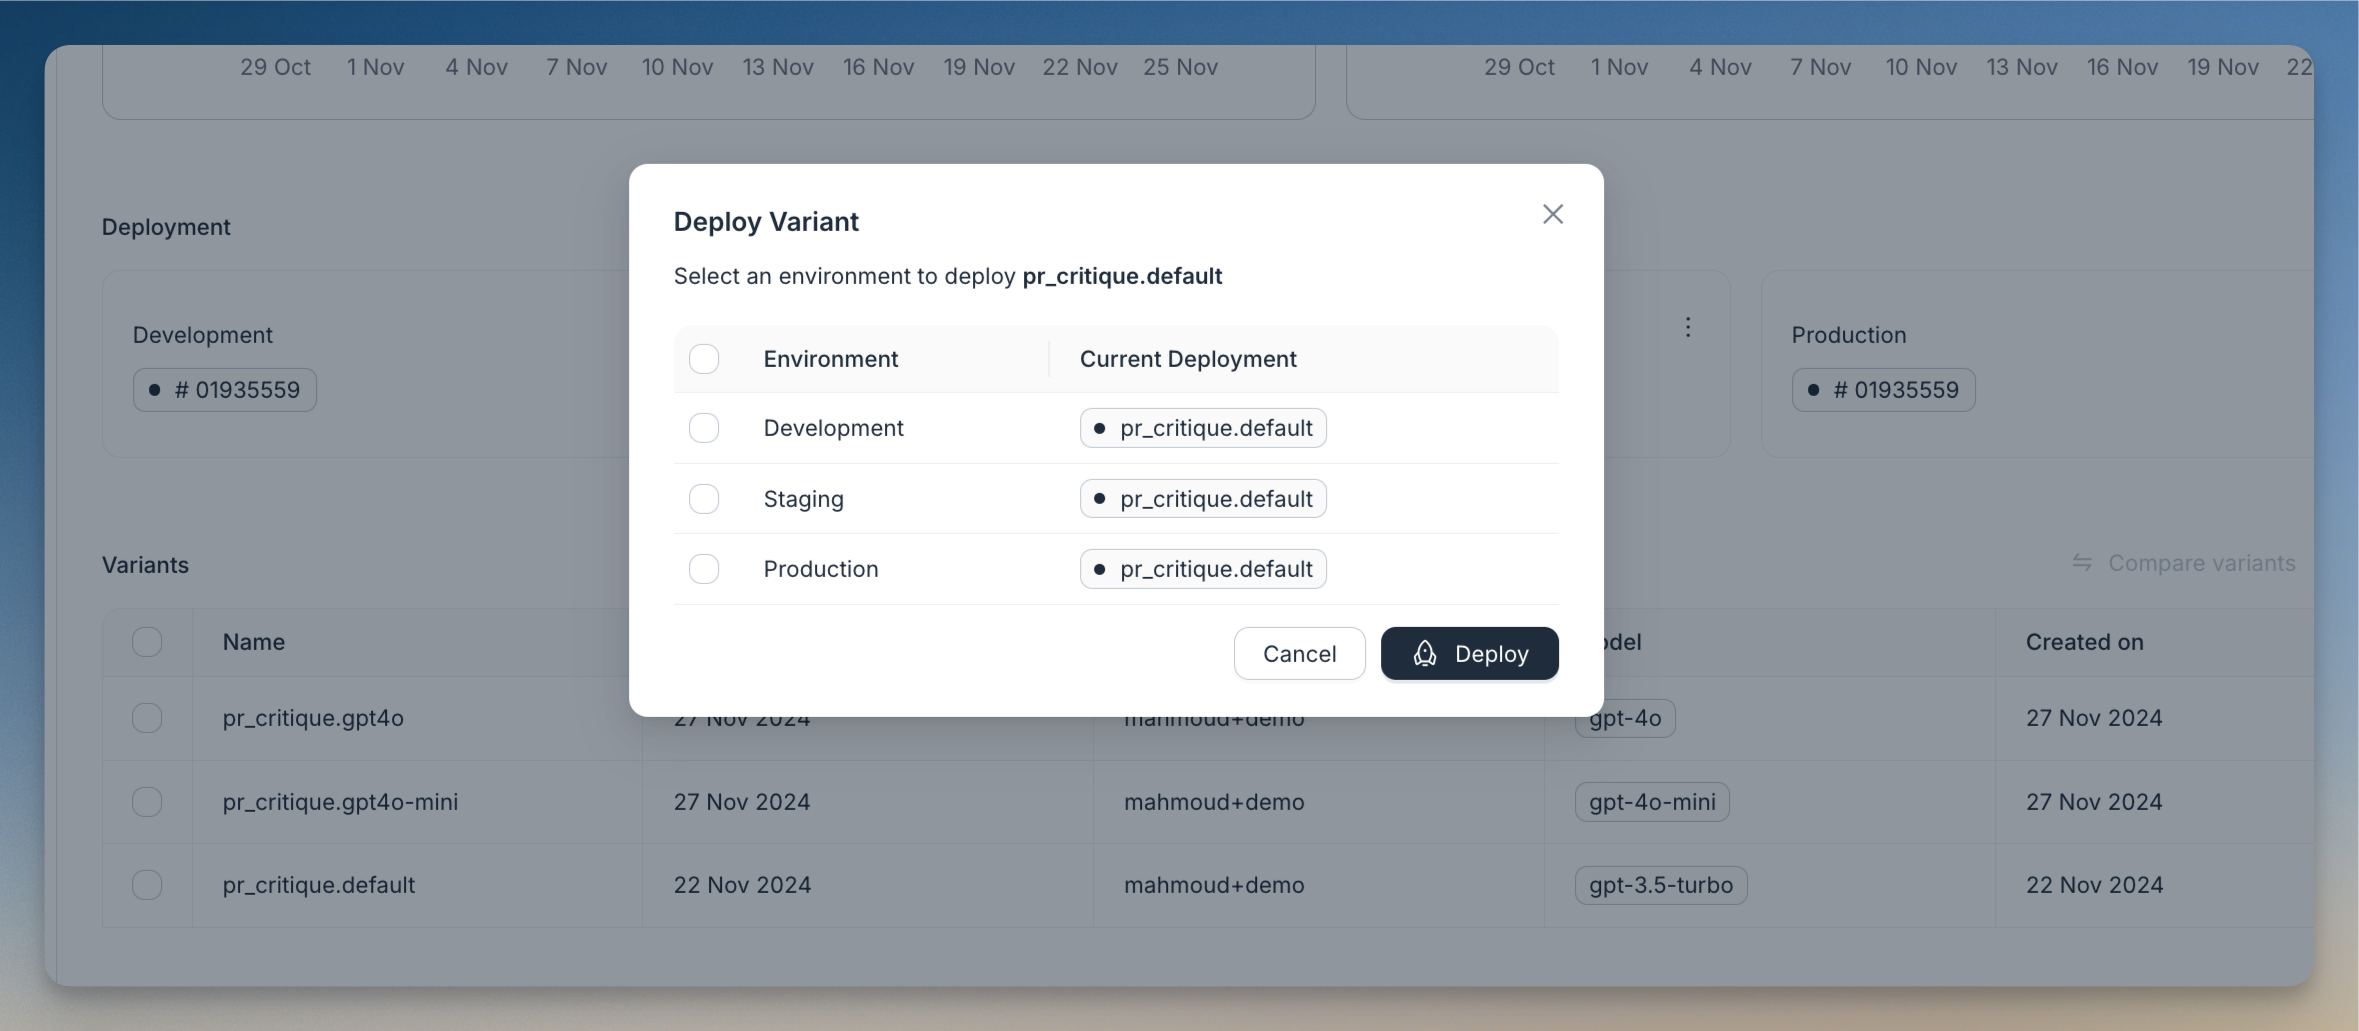 29 Oct 1 Nov 4 Nov 7 Nov 10 Nov 13 Nov 16 Nov 19 Nov 22 Nov 25 Nov
29 Oct 1 Nov 4 Nov 7 Nov 10 Nov 13 Nov 16 Nov 19 Nov 22
Deployment
Development
# 01935559
Production
# 01935559
Deploy Variant
Select an environment to deploy pr_critique.default
Environment Current Deployment
Development pr_critique.default
Staging pr_critique.default
Production pr_critique.default
Cancel Deploy
Variants
Compare variants
Name odel Created on
pr_critique.gpt4o 27 Nov 2024 mahmoud+demo gpt-4o 27 Nov 2024
pr_critique.gpt4o-mini 27 Nov 2024 mahmoud+demo gpt-4o-mini 27 Nov 2024
pr_critique.default 22 Nov 2024 mahmoud+demo gpt-3.5-turbo 22 Nov 2024